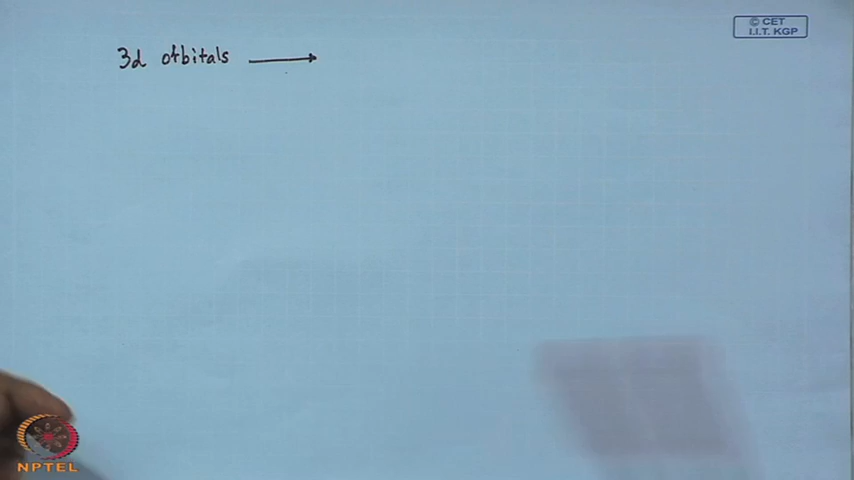 © CET
I.I.T. KGP
3d orbitals →
NPTEL